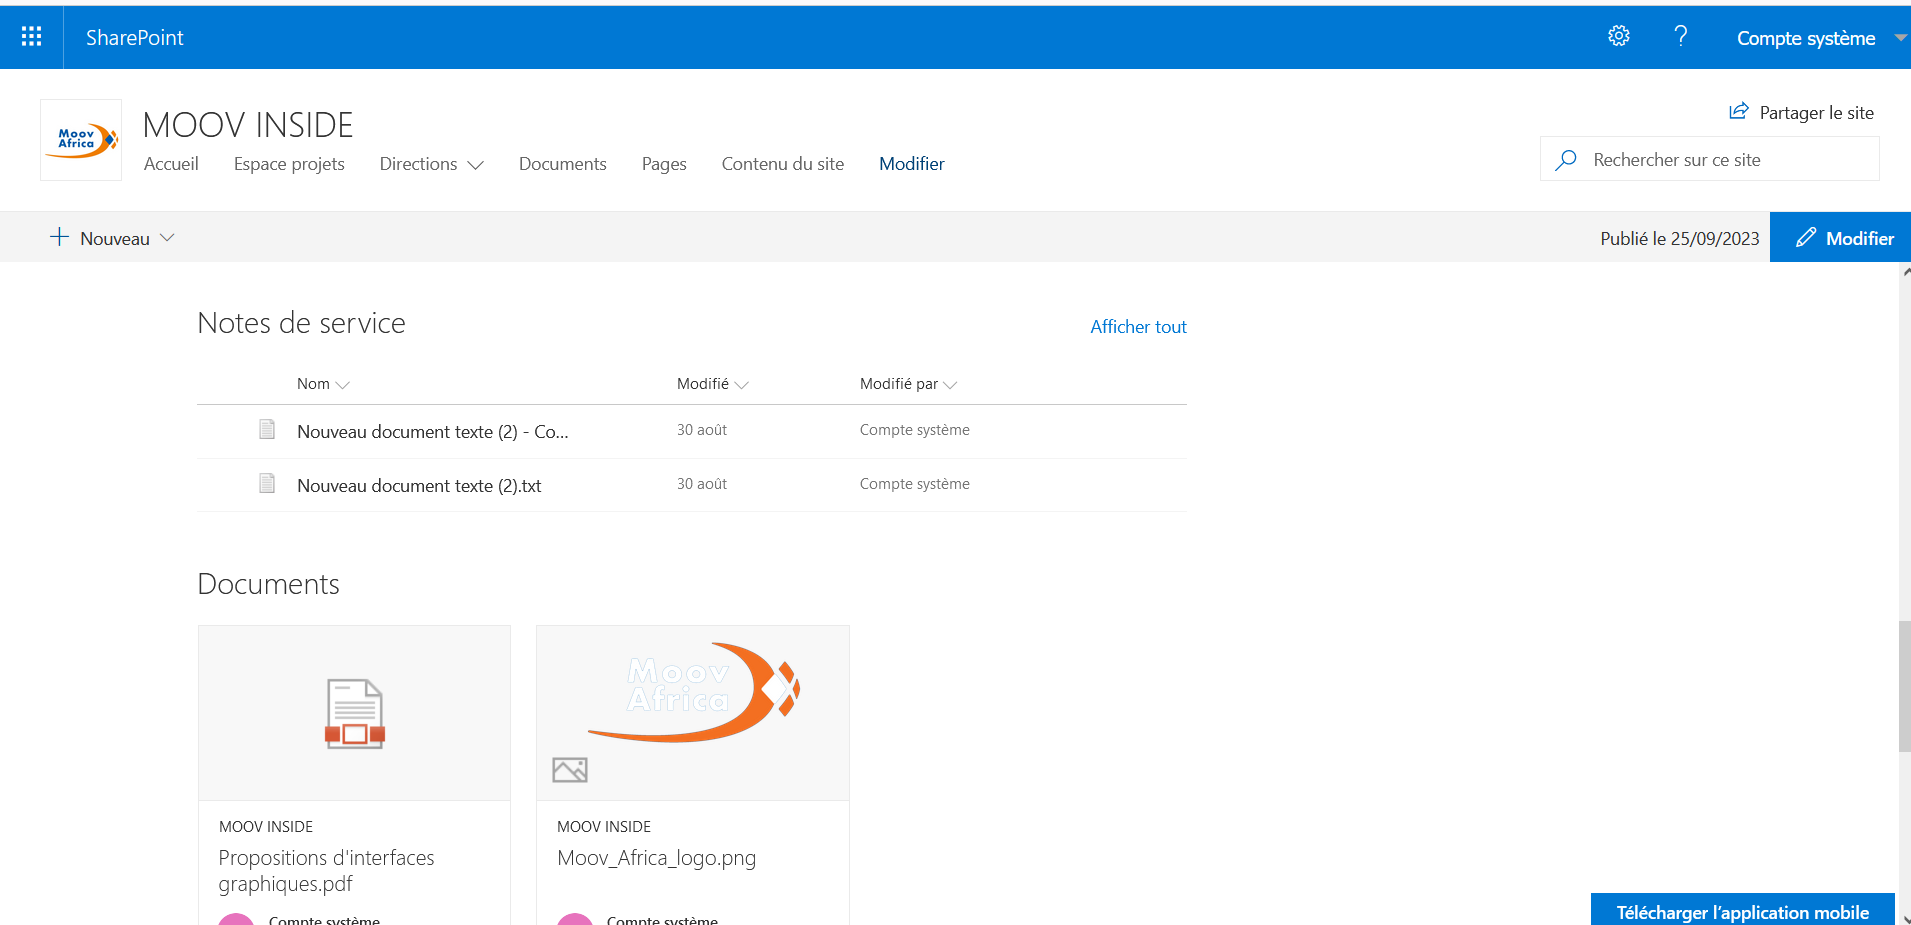 SharePoint
Compte système
Moov
Africa
MOOV INSIDE
Partager le site
Accueil Espace projets Directions Documents Pages Contenu du site Modifier
Rechercher sur ce site
Nouveau
Publié le 25/09/2023
Modifier
Notes de service
Afficher tout
Nom Modifié Modifié par
Nouveau document texte (2) - Co... 30 août Compte système
Nouveau document texte (2).txt 30 août Compte système
Documents
Moov
Africa
MOOV INSIDE
Propositions d'interfaces
graphiques.pdf
Compte système
MOOV INSIDE
Moov_Africa_logo.png
Compte système
Télécharger l’application mobile